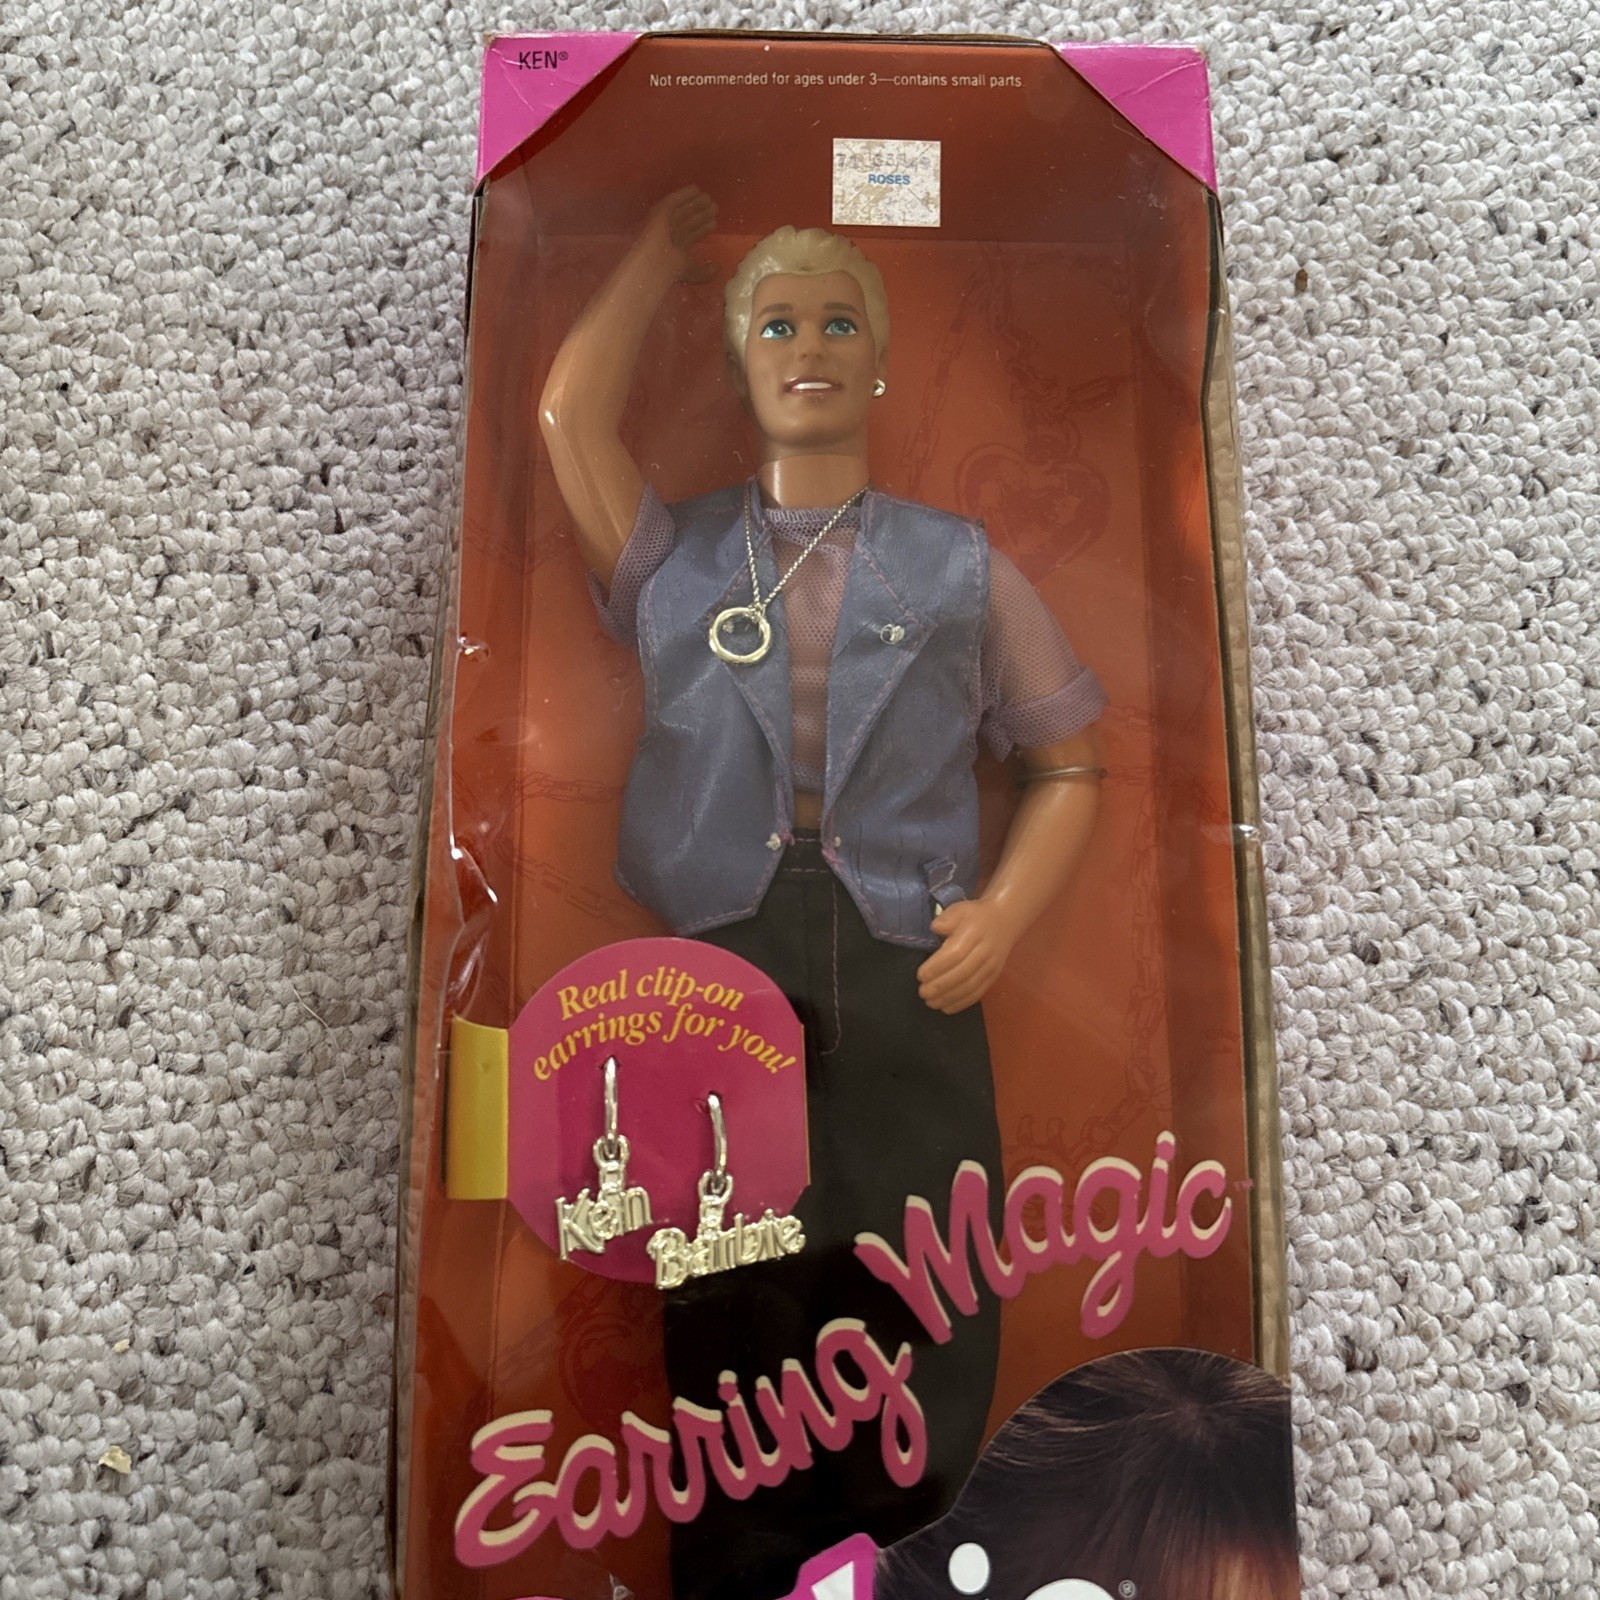 KEN®
Not recommended for ages under 3—contains small parts.
ROSES
Real clip-on
earrings for you!
Ken
Barbie
Earring Magic™